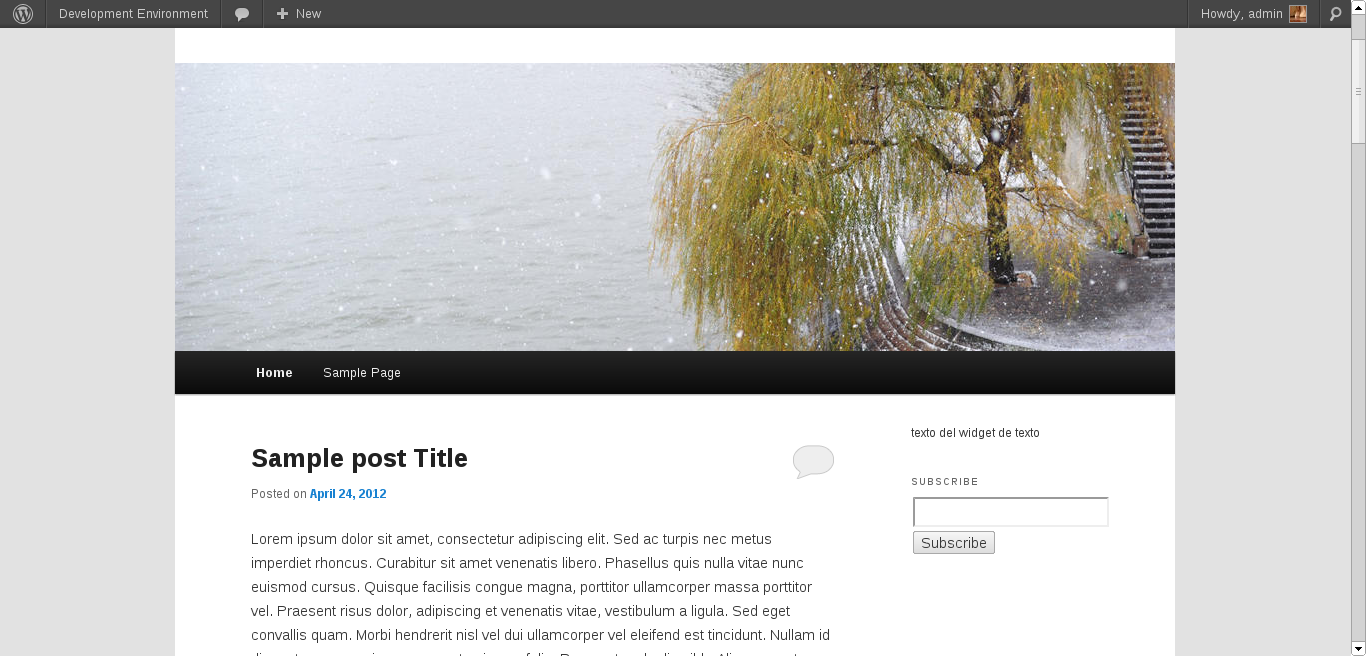 Development Environment
New
Howdy, admin
Home
Sample Page
Sample post Title
Posted on April 24, 2012
Lorem ipsum dolor sit amet, consectetur adipiscing elit. Sed ac turpis nec metus
imperdiet rhoncus. Curabitur sit amet venenatis libero. Phasellus quis nulla vitae nunc
euismod cursus. Quisque facilisis congue magna, porttitor ullamcorper massa porttitor
vel. Praesent risus dolor, adipiscing et venenatis vitae, vestibulum a ligula. Sed eget
convallis quam. Morbi hendrerit nisl vel dui ullamcorper vel eleifend est tincidunt. Nullam id
texto del widget de texto
SUBSCRIBE
Subscribe